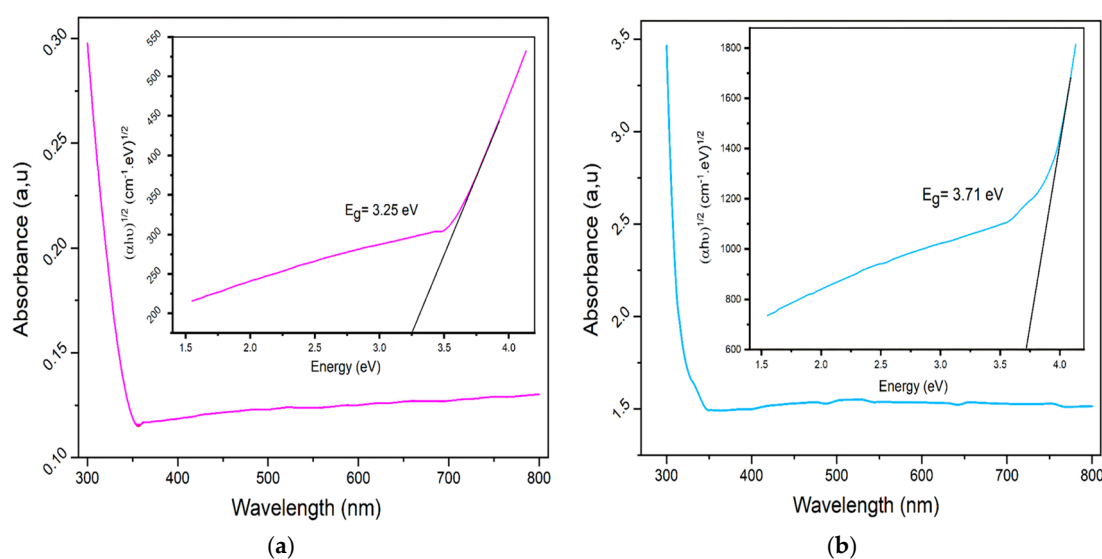 0.30
0.25
0.20
0.15
0.10
Absorbance (a,u)
300 400 500 600 700 800
Wavelength (nm)
550
500
450
400
350
300
250
200
(αhυ)1/2 (cm-1.eV)1/2
Eg= 3.25 eV
1.5 2.0 2.5 3.0 3.5 4.0
Energy (eV)
(a)
3.5
3.0
2.5
2.0
1.5
Absorbance (a,u)
300 400 500 600 700 800
Wavelength (nm)
1800
1600
1400
1200
1000
800
600
(αhυ)1/2 (cm-1.eV)1/2
Eg= 3.71 eV
1.5 2.0 2.5 3.0 3.5 4.0
Energy (eV)
(b)